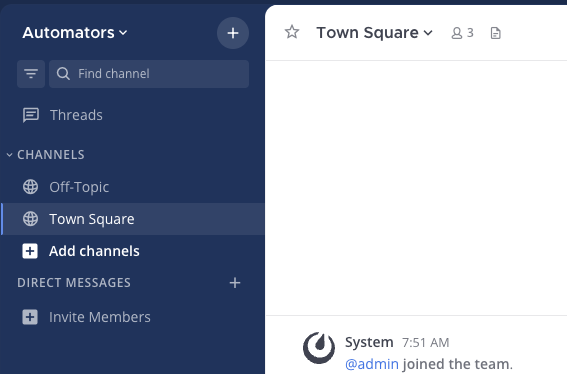 Automators
Find channel
Threads
CHANNELS
Off-Topic
Town Square
Add channels
DIRECT MESSAGES
Invite Members
Town Square 3
System 7:51 AM
@admin joined the team.